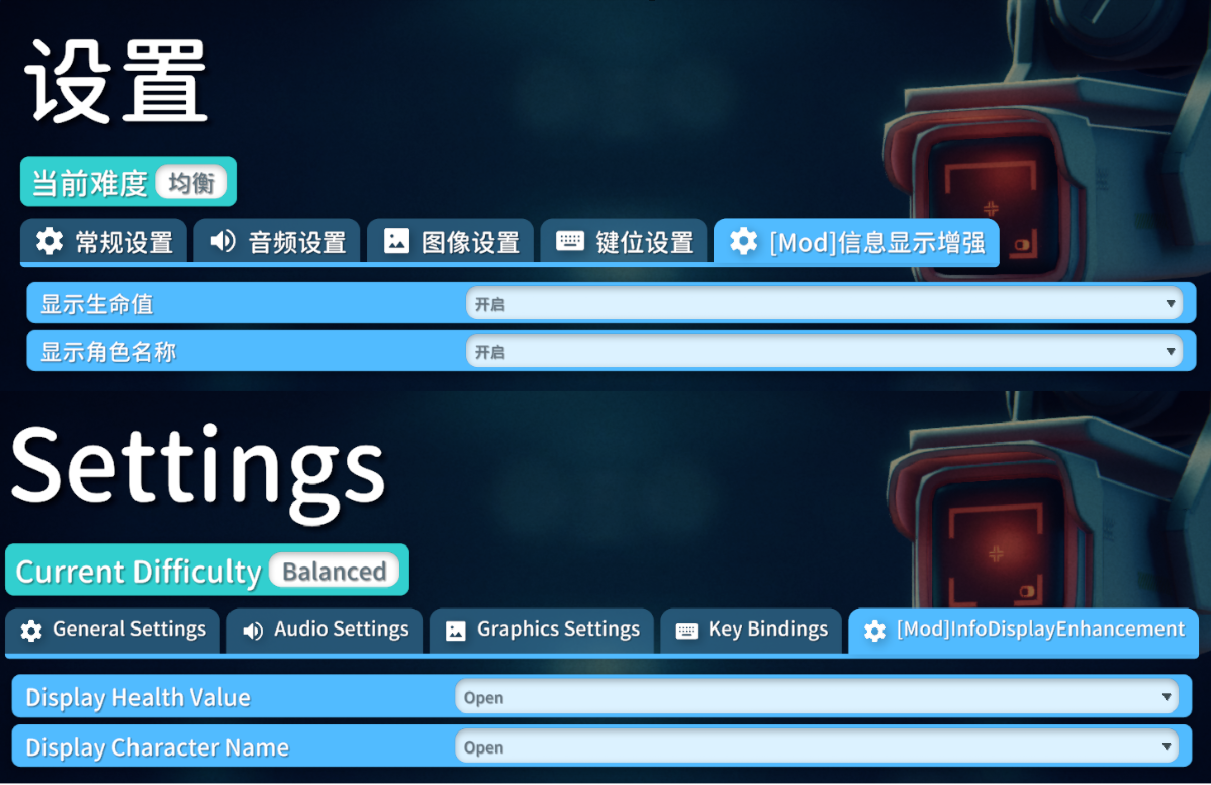 设置
当前难度 均衡
常规设置 音频设置 图像设置 键位设置 [Mod]信息显示增强
显示生命值 开启
显示角色名称 开启
Settings
Current Difficulty Balanced
General Settings Audio Settings Graphics Settings Key Bindings [Mod]InfoDisplayEnhancement
Display Health Value Open
Display Character Name Open